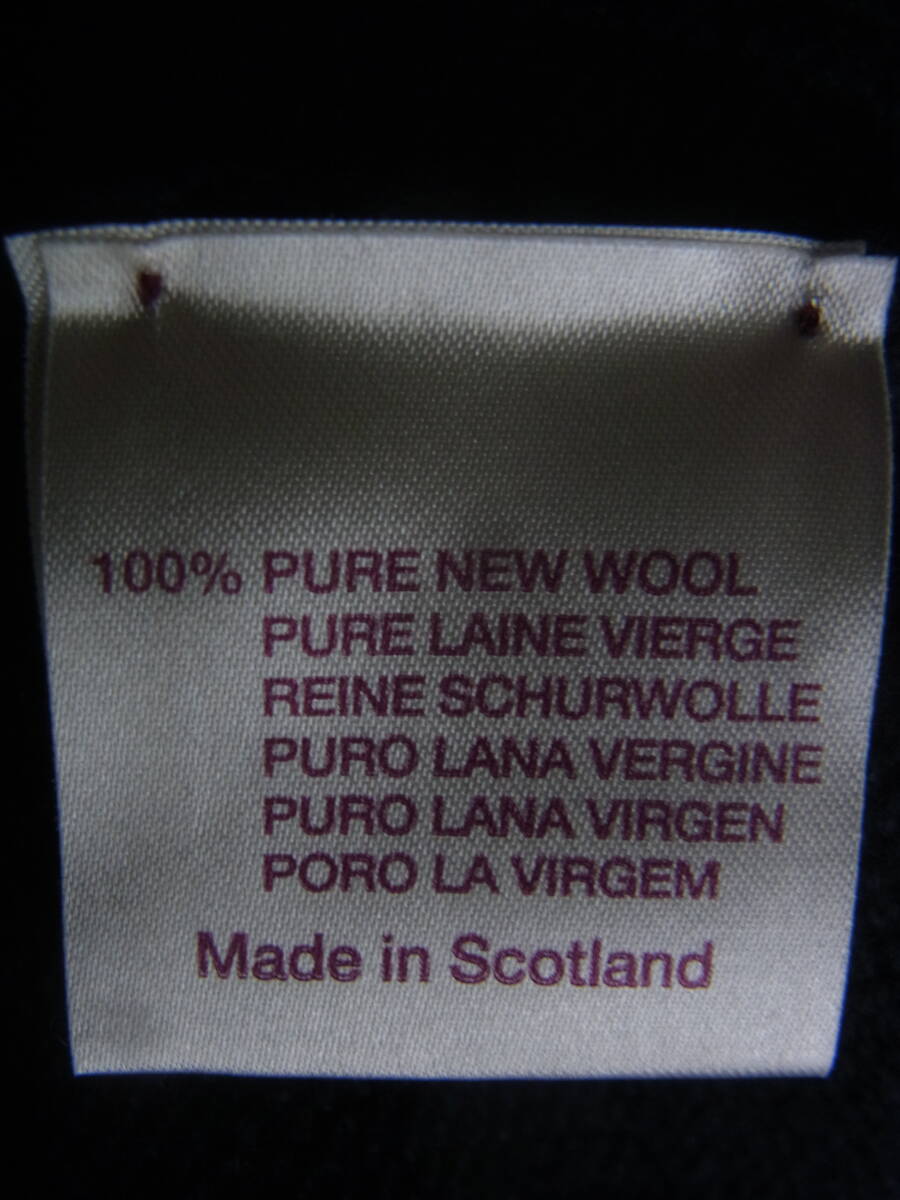 100% PURE NEW WOOL
PURE LAINE VIERGE
REINE SCHURWOLLE
PURO LANA VERGINE
PURO LANA VIRGEN
PORO LA VIRGEM
Made in Scotland